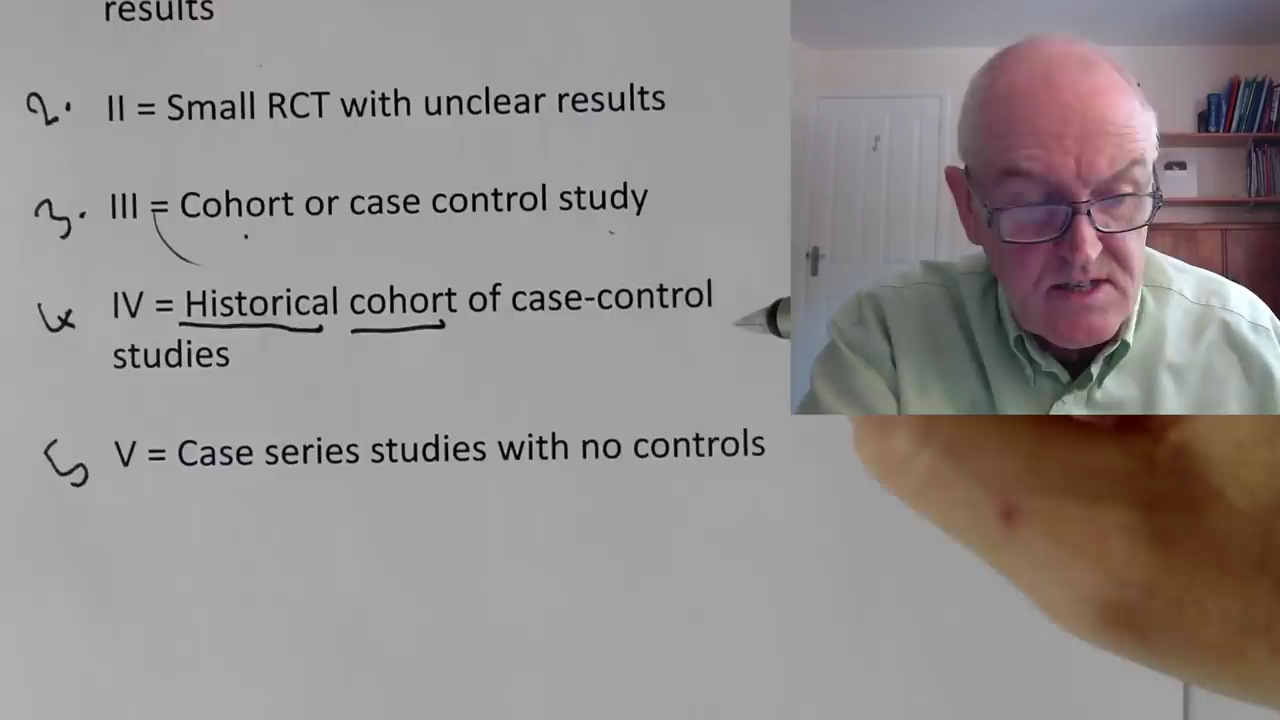 results
2. II = Small RCT with unclear results
3. III = Cohort or case control study
4 IV = Historical cohort of case-control
studies
5 V = Case series studies with no controls